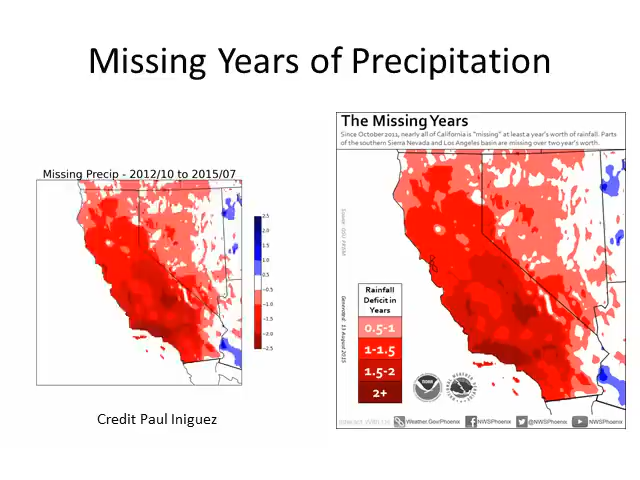 Missing Years of Precipitation
Missing Precip - 2012/10 to 2015/07
2.5
2.0
1.5
1.0
0.5
−0.5
−1.0
−1.5
−2.0
−2.5
Credit Paul Iniguez
The Missing Years
Since October 2011, nearly all of California is "missing" at least a year's worth of rainfall. Parts
of the southern Sierra Nevada and Los Angeles basin are missing over two year's worth.
Source: OSU PRISM
Generated: 13 August 2015
Rainfall
Deficit in
Years
0.5-1
1-1.5
1.5-2
2+
Weather.Gov/Phoenix
NWSPhoenix
@NWSPhoenix
NWSPhoenix